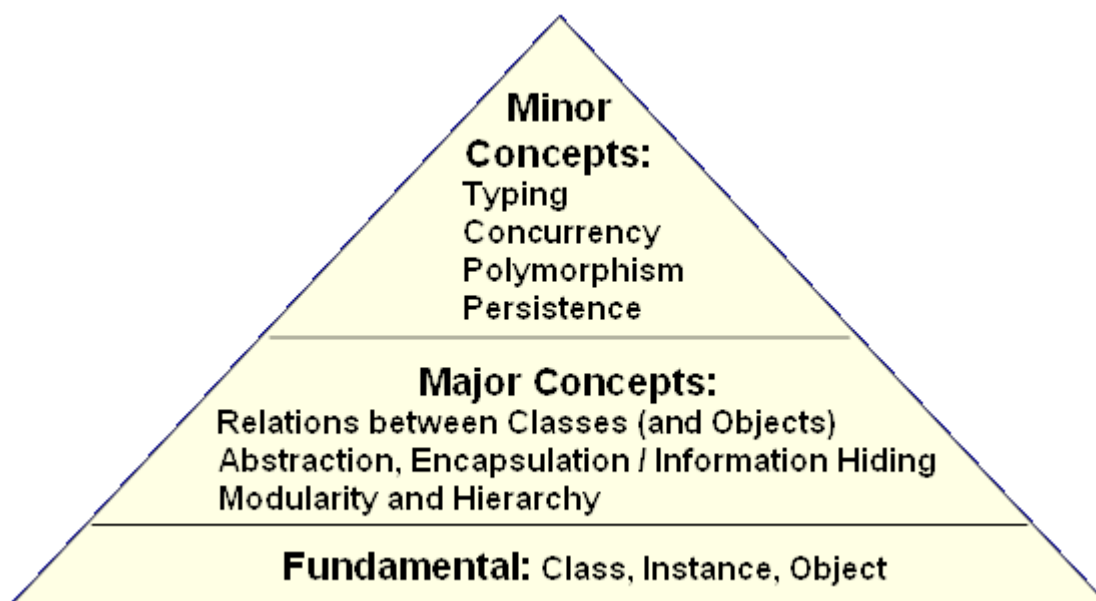 Minor
Concepts:
Typing
Concurrency
Polymorphism
Persistence
Major Concepts:
Relations between Classes (and Objects)
Abstraction, Encapsulation / Information Hiding
Modularity and Hierarchy
Fundamental: Class, Instance, Object